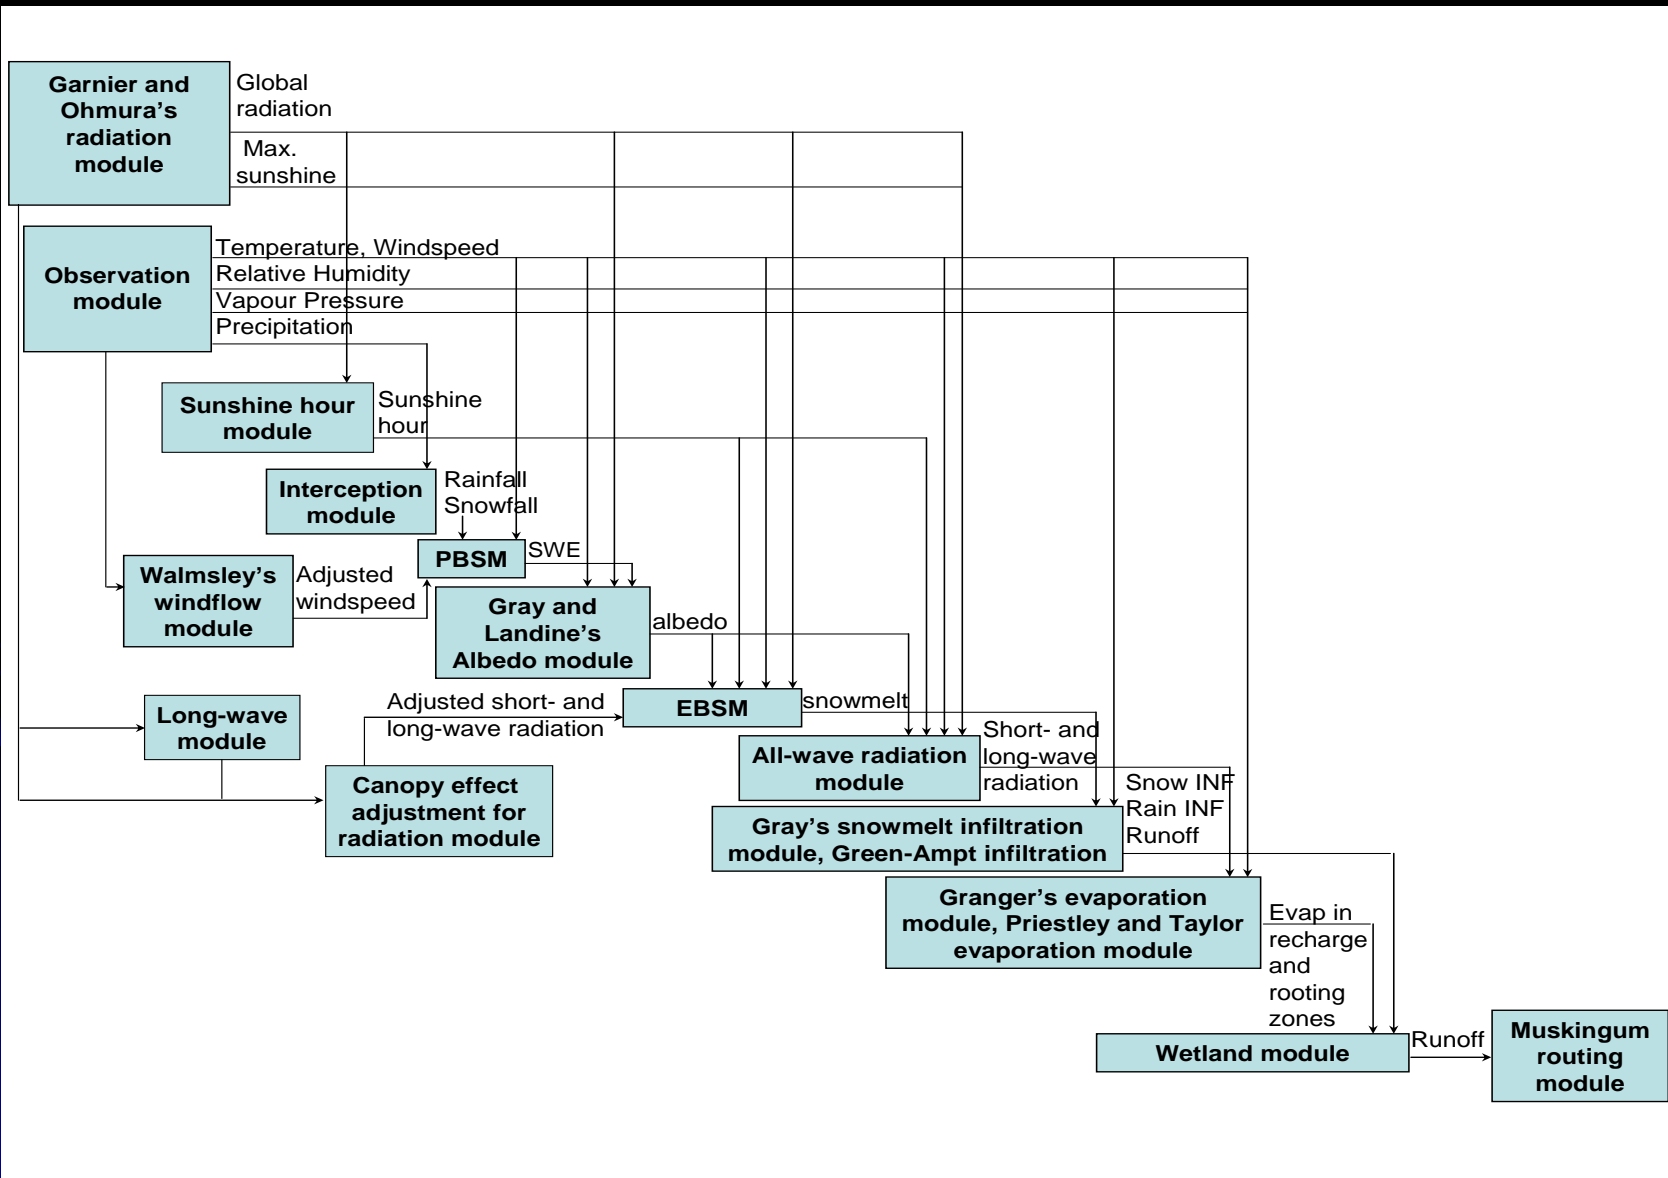 Garnier and
Ohmura's
radiation
module
Global
radiation
Max.
sunshine
Observation
module
Temperature, Windspeed
Relative Humidity
Vapour Pressure
Precipitation
Sunshine hour
module
Sunshine
hour
Interception
module
Rainfall
Snowfall
PBSM
SWE
Walmsley's
windflow
module
Adjusted
windspeed
Gray and
Landine's
Albedo module
albedo
Long-wave
module
Adjusted short- and
long-wave radiation
EBSM
snowmelt
Canopy effect
adjustment for
radiation module
All-wave radiation
module
Short- and
long-wave
radiation
Gray's snowmelt infiltration
module, Green-Ampt infiltration
Snow INF
Rain INF
Runoff
Granger's evaporation
module, Priestley and Taylor
evaporation module
Evap in
recharge
and
rooting
zones
Wetland module
Runoff
Muskingum
routing
module